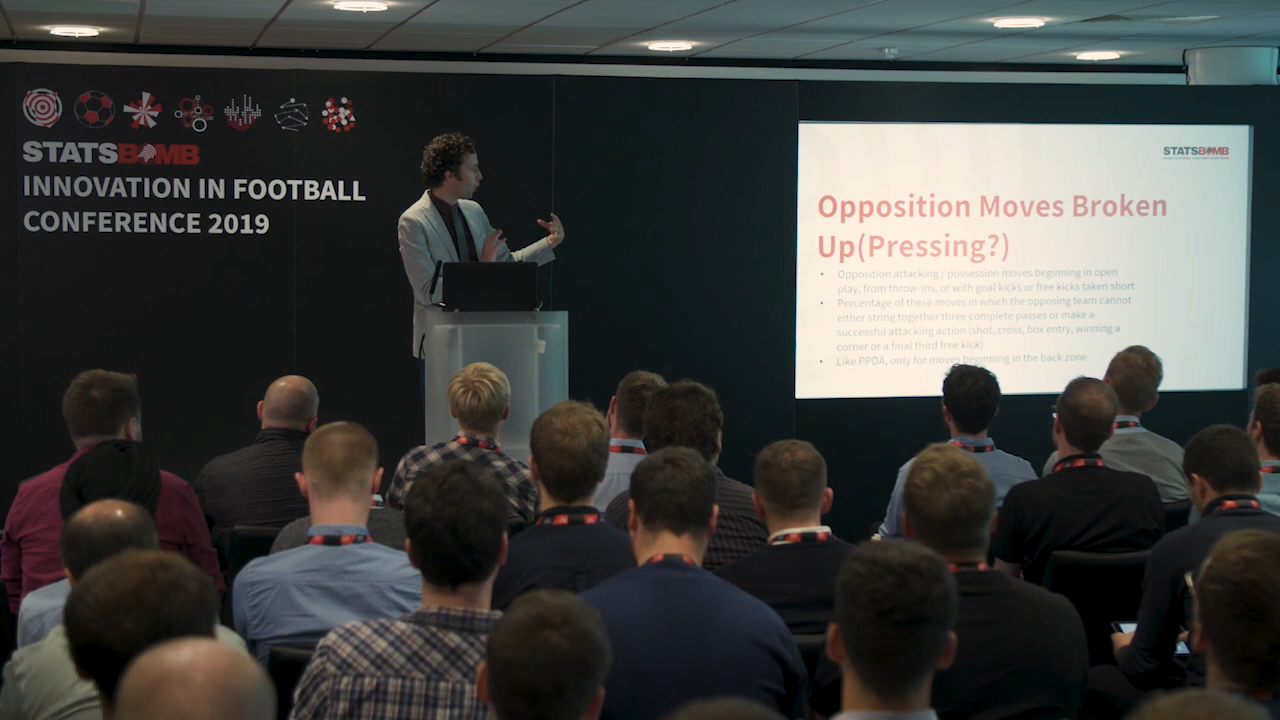 STATSBOMB
INNOVATION IN FOOTBALL
CONFERENCE 2019
STATSBOMB
Opposition Moves Broken
Up(Pressing?)
• Opposition attacking / possession moves beginning in open
play, from throw-ins, or with goal kicks or free kicks taken short
• Percentage of these moves in which the opposing team cannot
either string together three complete passes or make a
successful attacking action (shot, cross, box entry, winning a
corner or a final third free kick)
• Like PPDA, only for moves beginning in the back zone